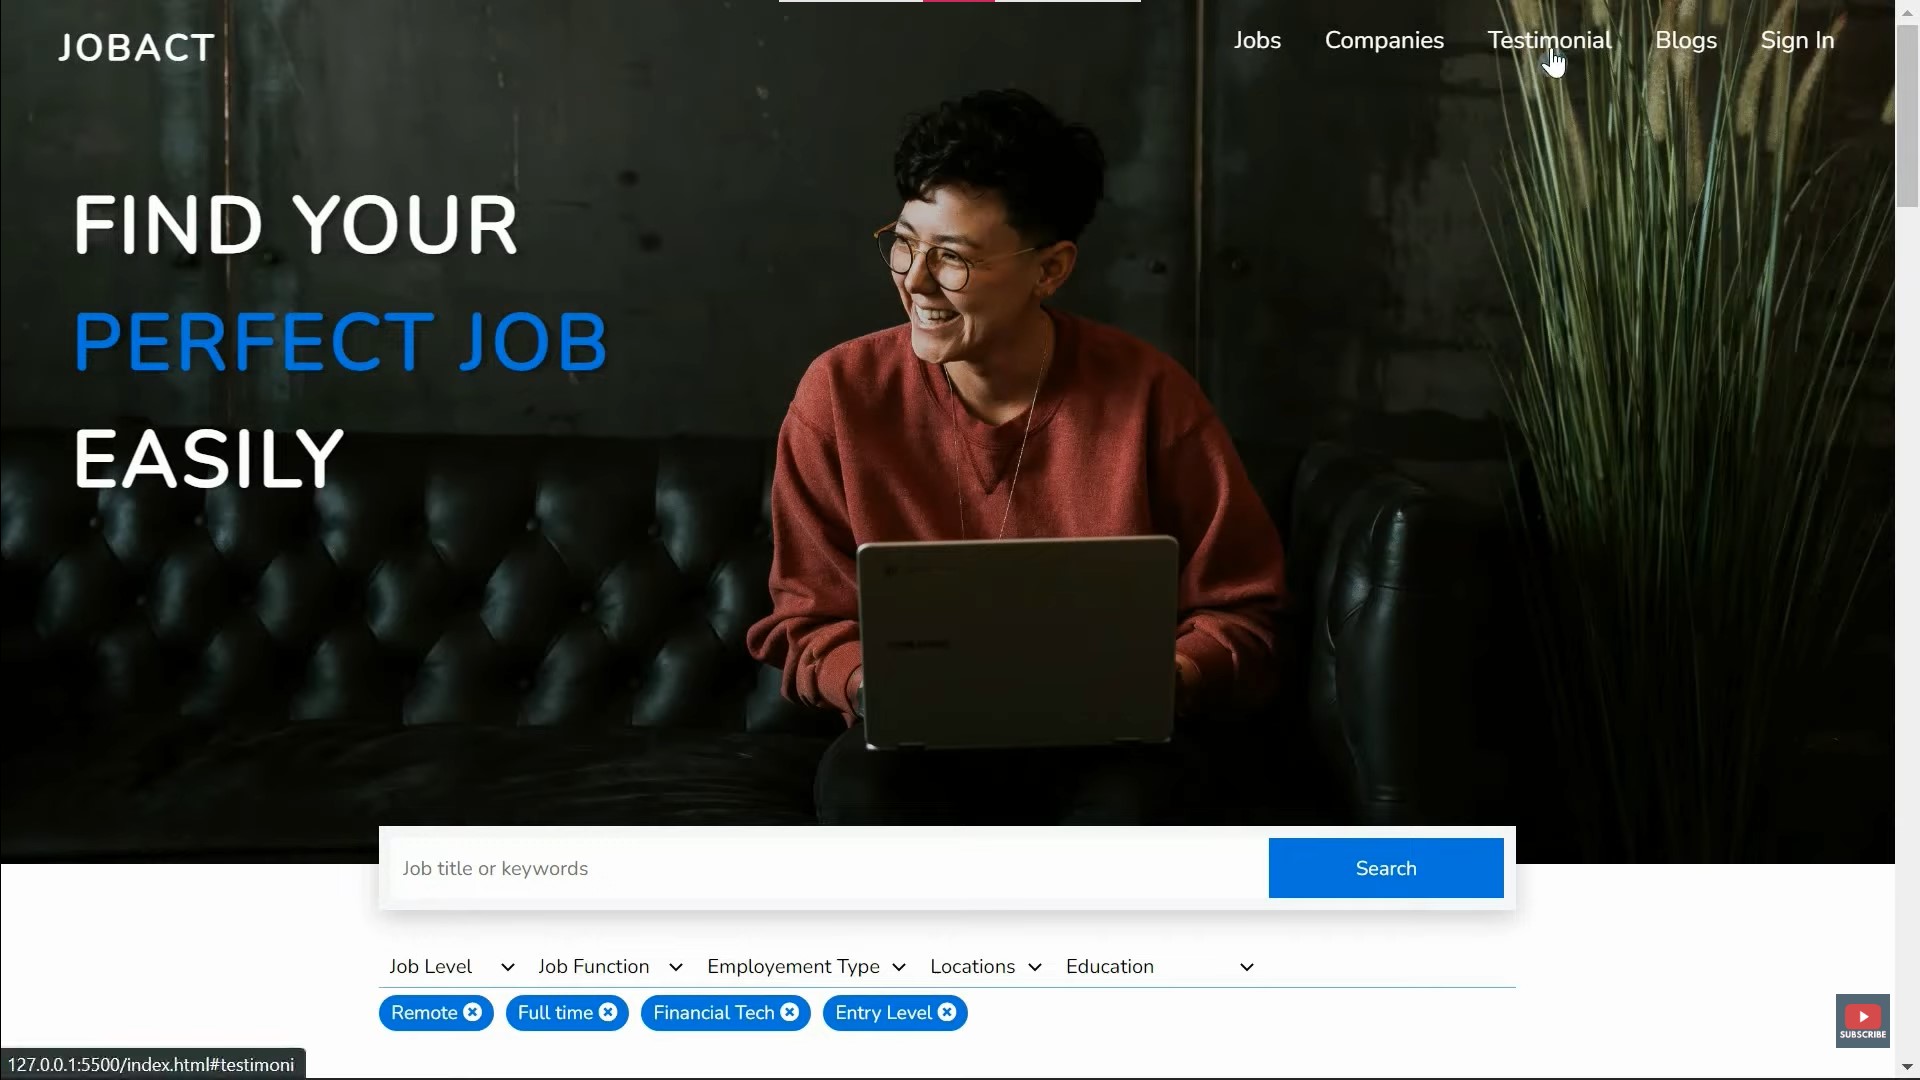 JOBACT
Jobs Companies Testimonial Blogs Sign In
FIND YOUR
PERFECT JOB
EASILY
Job title or keywords
Search
Job Level Job Function Employement Type Locations Education
Remote Full time Financial Tech Entry Level
SUBSCRIBE
127.0.0.1:5500/index.html#testimoni